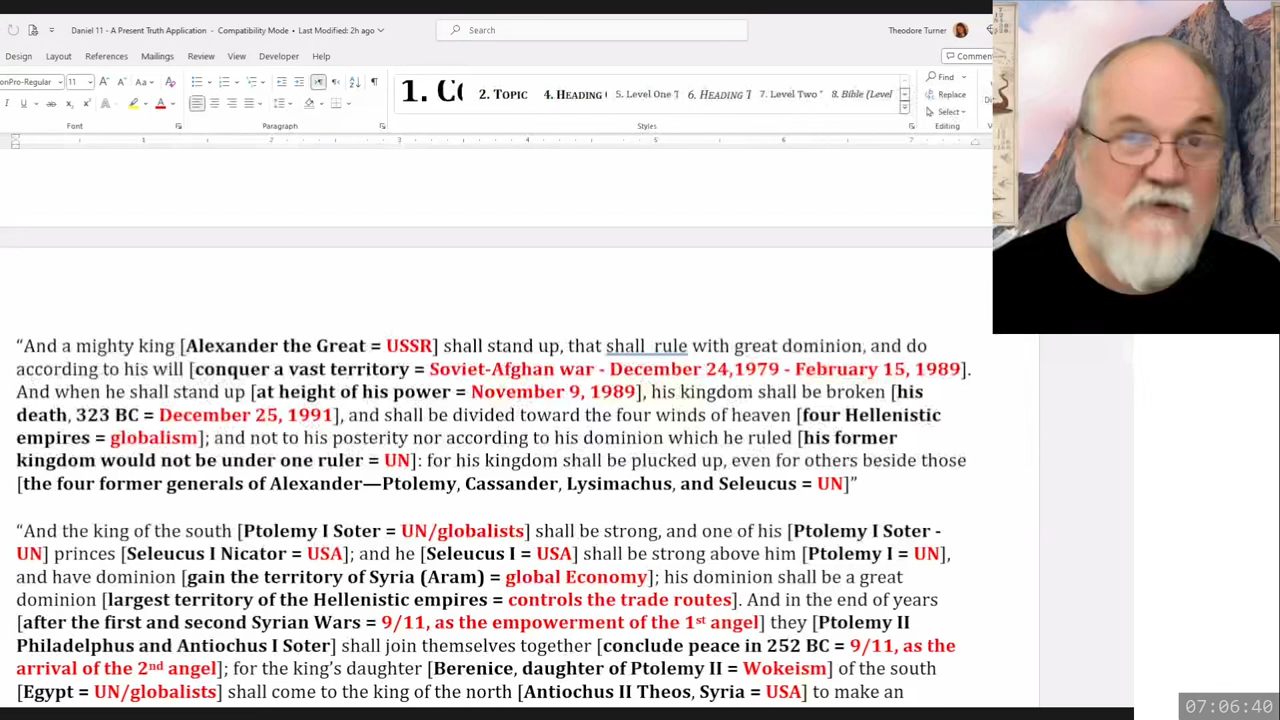 Daniel 11 - A Present Truth Application - Compatibility Mode • Last Modified: 2h ago
Search
Theodore Turner
Design Layout References Mailings Review View Developer Help
Commen
onPro-Regular 11 A A Aa
Find
1. Co 2. TOPIC 4. HEADING 5. Level One T 6. HEADING T 7. Level Two 8. Bible (Level
Replace
Select
I U ab x₂ x² A A A
Font Paragraph Styles Editing
1 2 3 4 5 6 7
“And a mighty king [Alexander the Great = USSR] shall stand up, that shall rule with great dominion, and do
according to his will [conquer a vast territory = Soviet-Afghan war - December 24,1979 - February 15, 1989].
And when he shall stand up [at height of his power = November 9, 1989], his kingdom shall be broken [his
death, 323 BC = December 25, 1991], and shall be divided toward the four winds of heaven [four Hellenistic
empires = globalism]; and not to his posterity nor according to his dominion which he ruled [his former
kingdom would not be under one ruler = UN]: for his kingdom shall be plucked up, even for others beside those
[the four former generals of Alexander—Ptolemy, Cassander, Lysimachus, and Seleucus = UN]”
“And the king of the south [Ptolemy I Soter = UN/globalists] shall be strong, and one of his [Ptolemy I Soter -
UN] princes [Seleucus I Nicator = USA]; and he [Seleucus I = USA] shall be strong above him [Ptolemy I = UN],
and have dominion [gain the territory of Syria (Aram) = global Economy]; his dominion shall be a great
dominion [largest territory of the Hellenistic empires = controls the trade routes]. And in the end of years
[after the first and second Syrian Wars = 9/11, as the empowerment of the 1st angel] they [Ptolemy II
Philadelphus and Antiochus I Soter] shall join themselves together [conclude peace in 252 BC = 9/11, as the
arrival of the 2nd angel]; for the king’s daughter [Berenice, daughter of Ptolemy II = Wokeism] of the south
[Egypt = UN/globalists] shall come to the king of the north [Antiochus II Theos, Syria = USA] to make an
07:06:40